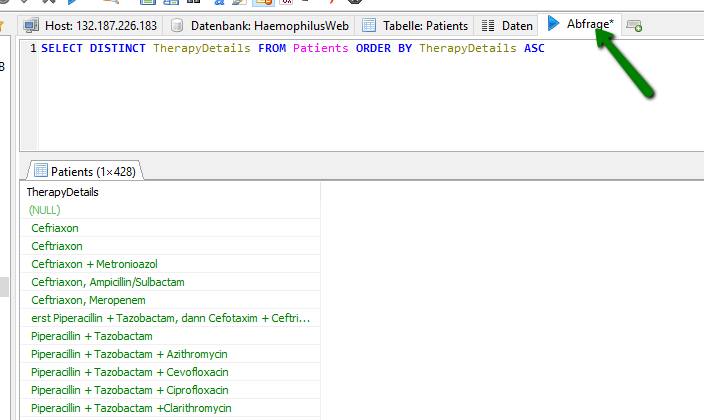 Host: 132.187.226.183
Datenbank: HaemophilusWeb
Tabelle: Patients
Daten
Abfrage*
1 SELECT DISTINCT TherapyDetails FROM Patients ORDER BY TherapyDetails ASC
Patients (1×428)
TherapyDetails
(NULL)
Cefriaxon
Ceftriaxon
Ceftriaxon + Metronioazol
Ceftriaxon, Ampicillin/Sulbactam
Ceftriaxon, Meropenem
erst Piperacillin + Tazobactam, dann Cefotaxim + Ceftri...
Piperacillin + Tazobactam
Piperacillin + Tazobactam + Azithromycin
Piperacillin + Tazobactam + Cevofloxacin
Piperacillin + Tazobactam + Ciprofloxacin
Piperacillin + Tazobactam +Clarithromycin